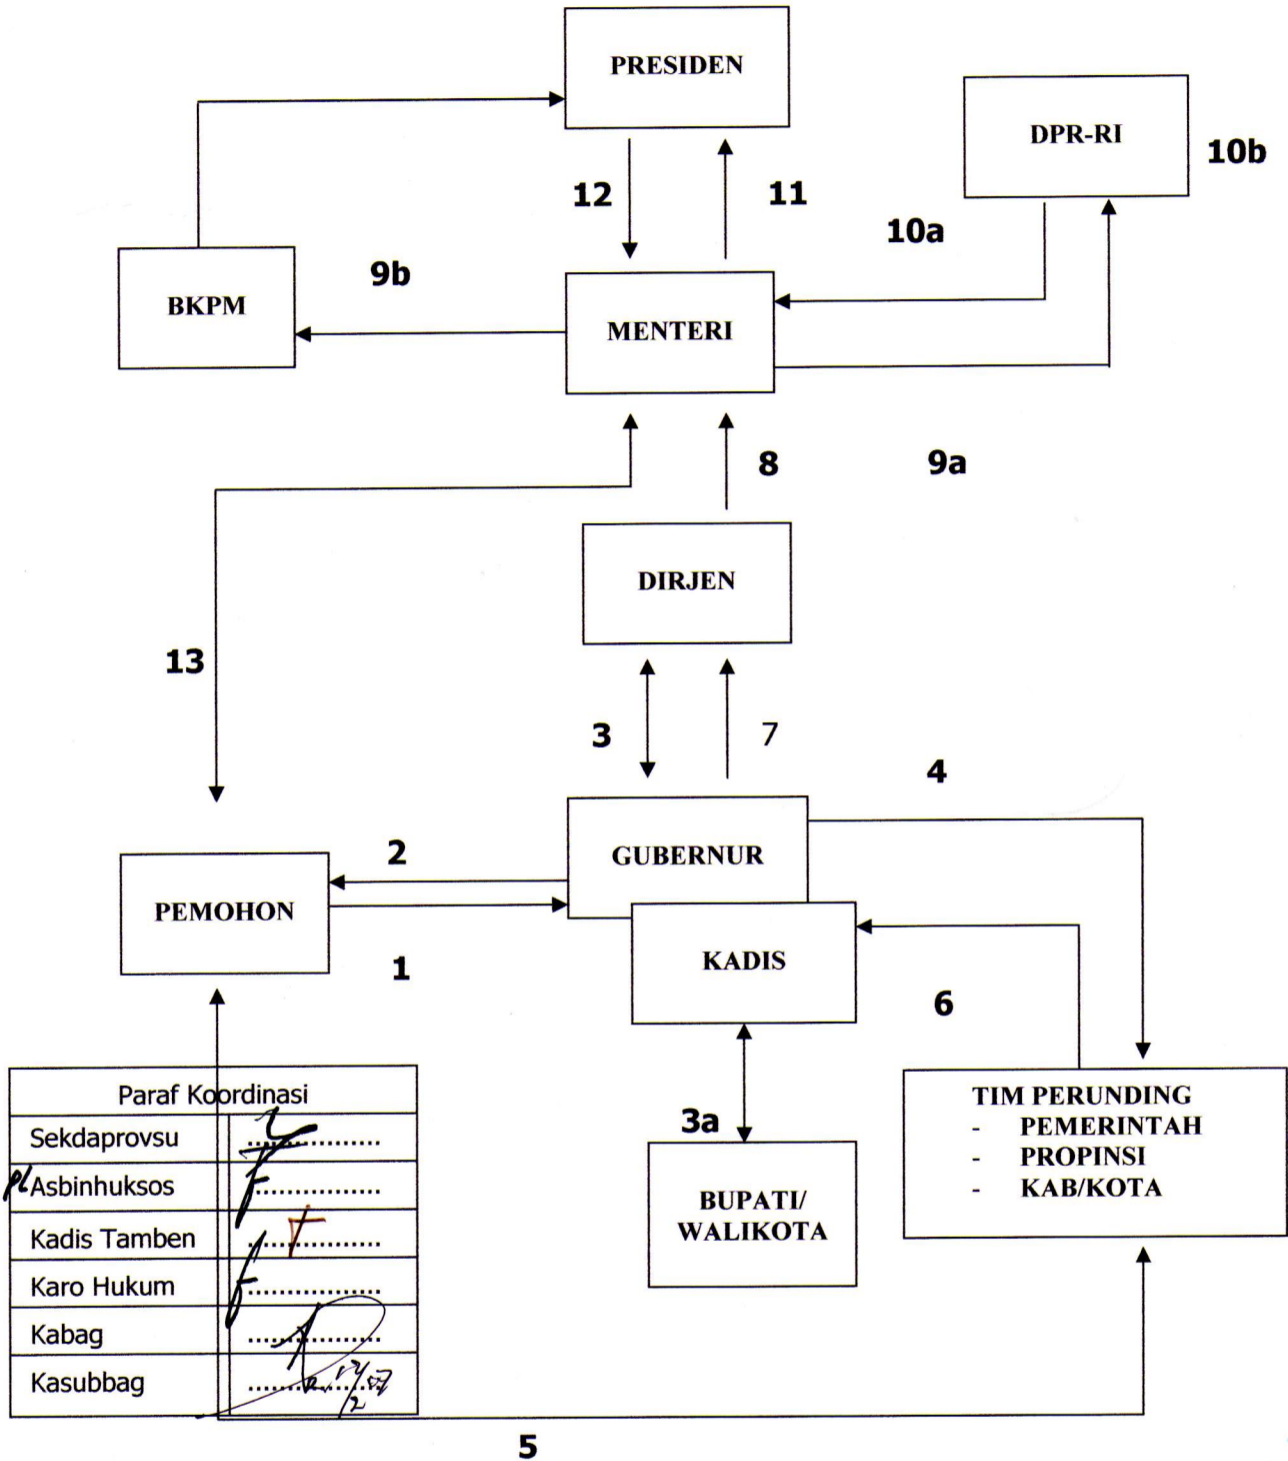 PRESIDEN
DPR-RI
10b
12
11
10a
9b
BKPM
MENTERI
8
9a
DIRJEN
13
3
7
4
2
GUBERNUR
PEMOHON
1
KADIS
6
3a
TIM PERUNDING
- PEMERINTAH
- PROPINSI
- KAB/KOTA
BUPATI/
WALIKOTA
Paraf Koordinasi
Sekdaprovsu ..................
Asbinhuksos ..................
Kadis Tamben ..................
Karo Hukum ..................
Kabag ..................
Kasubbag ..................
5